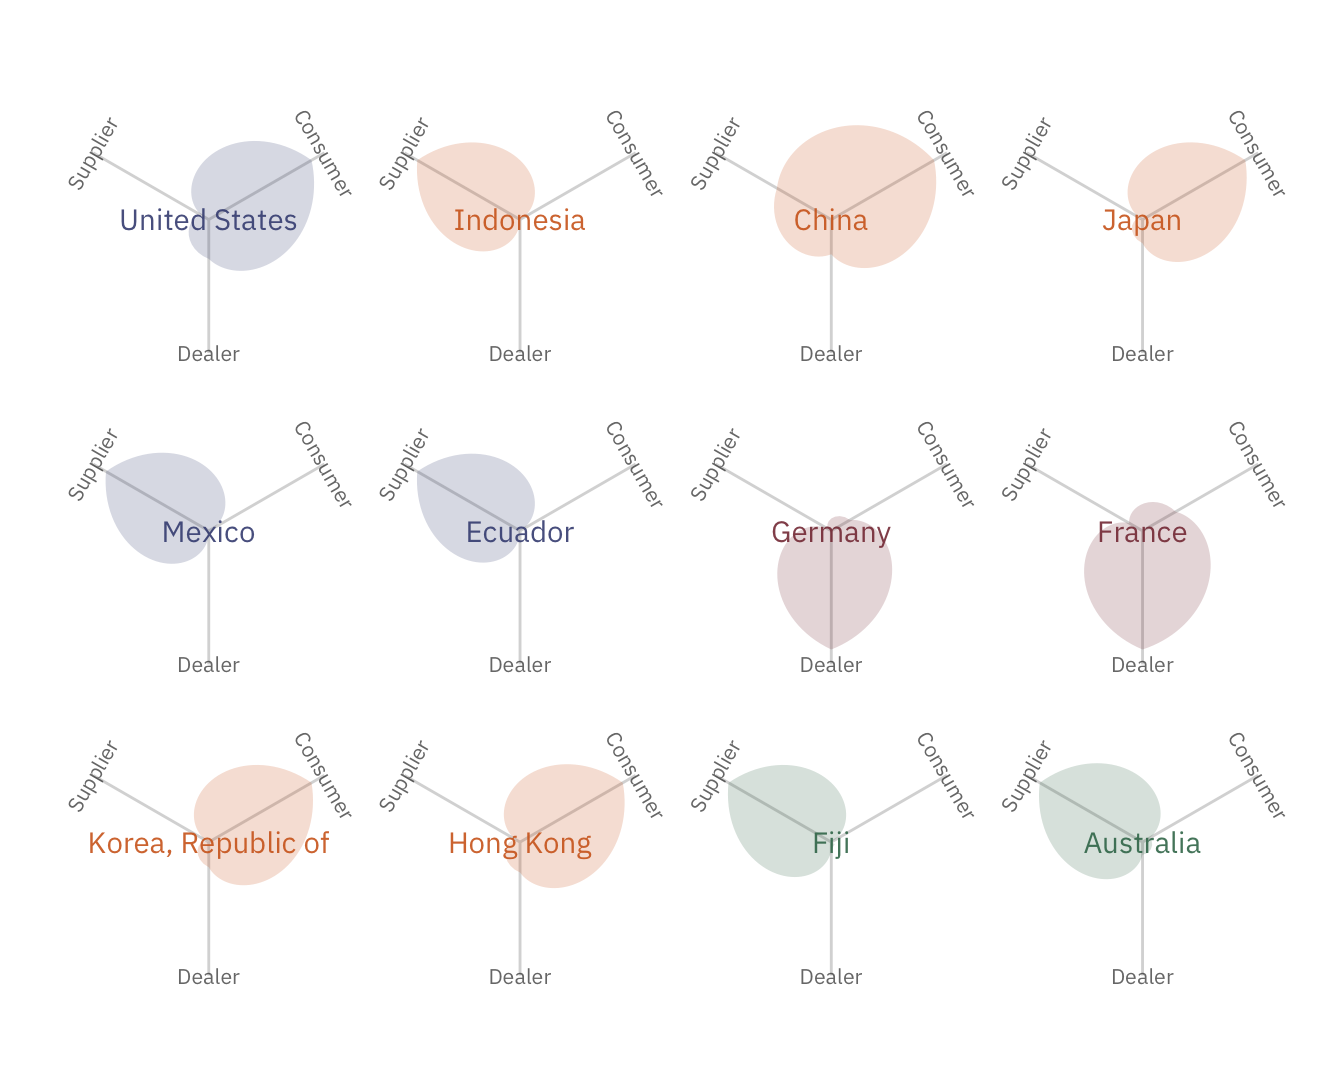 Supplier
Consumer
United States
Dealer
Supplier
Consumer
Indonesia
Dealer
Supplier
Consumer
China
Dealer
Supplier
Consumer
Japan
Dealer
Supplier
Consumer
Mexico
Dealer
Supplier
Consumer
Ecuador
Dealer
Supplier
Consumer
Germany
Dealer
Supplier
Consumer
France
Dealer
Supplier
Consumer
Korea, Republic of
Dealer
Supplier
Consumer
Hong Kong
Dealer
Supplier
Consumer
Fiji
Dealer
Supplier
Consumer
Australia
Dealer